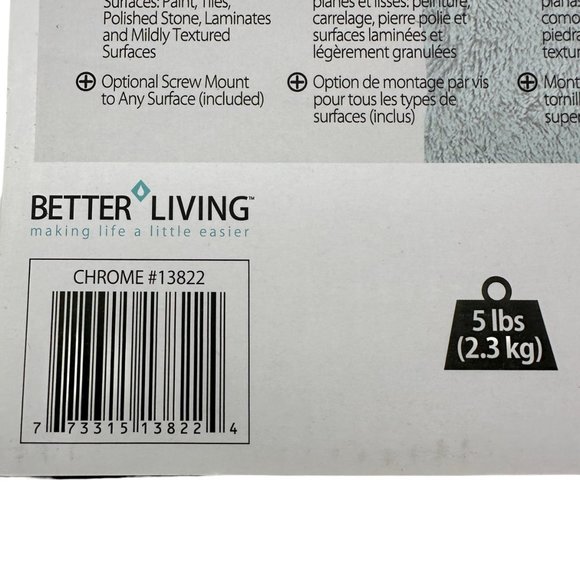 Surfaces: Paint, Tiles,
Polished Stone, Laminates
and Mildly Textured
Surfaces
Optional Screw Mount
to Any Surface (included)
planes et lisses: peinture,
carrelage, pierre polie et
surfaces laminées et
légèrement granulées
Option de montage par vis
pour tous les types de
surfaces (inclus)
BETTER LIVING™
making life a little easier
CHROME #13822
7 73315 13822 4
5 lbs
(2.3 kg)